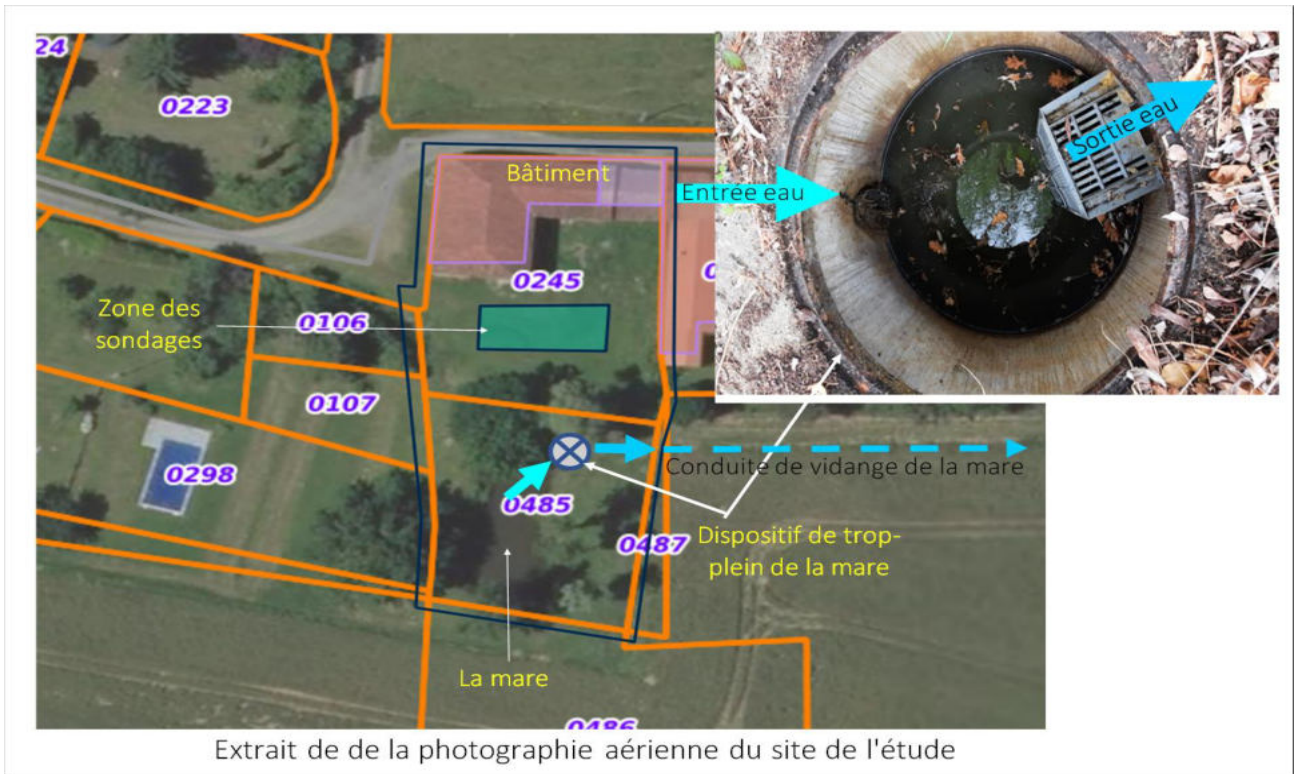 24
0223
Bâtiment
Entrée eau
Sortie eau
0245
0
Zone des
sondages
0106
0107
0298
Conduite de vidange de la mare
0485
0487
Dispositif de trop-
plein de la mare
La mare
0486
Extrait de de la photographie aérienne du site de l'étude